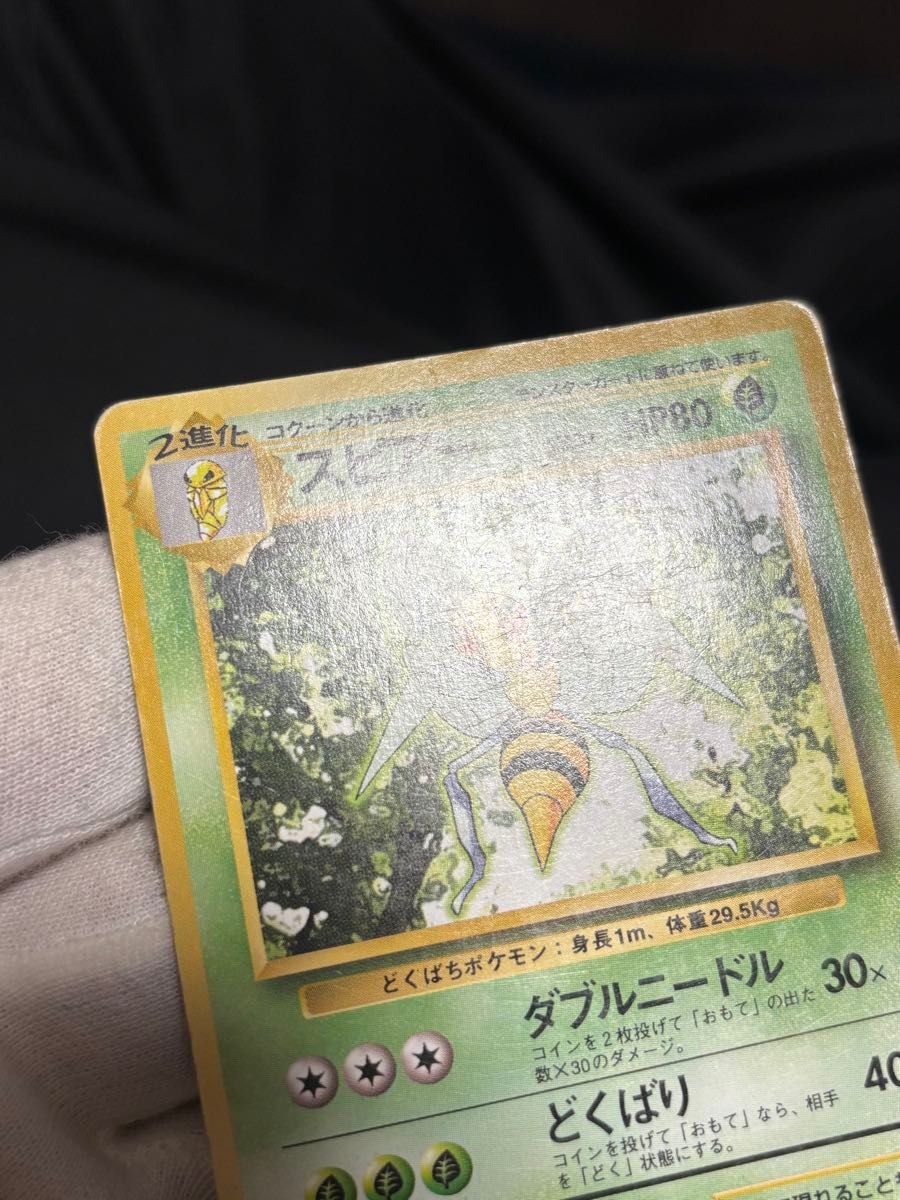 2進化
コクーンから進化
モンスターカードに重ねて使います。
スピアー
HP80
どくばちポケモン：身長1m、体重29.5Kg
ダブルニードル 30×
コインを2枚投げて「おもて」の出た
数×30のダメージ。
どくばり 40
コインを投げて「おもて」なら、相手
を「どく」状態にする。